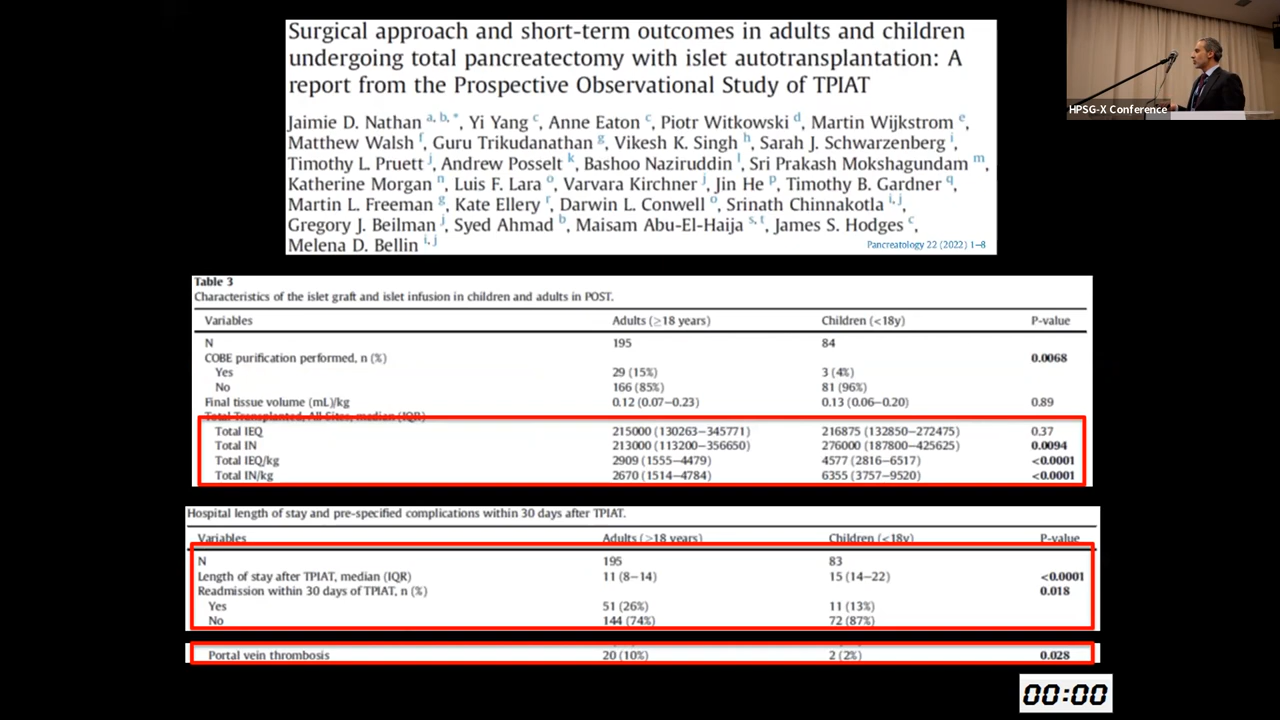 Surgical approach and short-term outcomes in adults and children
undergoing total pancreatectomy with islet autotransplantation: A
report from the Prospective Observational Study of TPIAT
Jaimie D. Nathan a, b, *, Yi Yang c, Anne Eaton c, Piotr Witkowski d, Martin Wijkstrom e,
Matthew Walsh f, Guru Trikudanathan g, Vikesh K. Singh h, Sarah J. Schwarzenberg i,
Timothy L. Pruett j, Andrew Posselt k, Bashoo Naziruddin l, Sri Prakash Mokshagundam m,
Katherine Morgan n, Luis F. Lara o, Varvara Kirchner j, Jin He p, Timothy B. Gardner q,
Martin L. Freeman g, Kate Ellery r, Darwin L. Conwell o, Srinath Chinnakotla i, j,
Gregory J. Beilman j, Syed Ahmad b, Maisam Abu-El-Haija s, t, James S. Hodges c,
Melena D. Bellin i, j
Pancreatology 22 (2022) 1–8
HPSG-X Conference
Table 3
Characteristics of the islet graft and islet infusion in children and adults in POST.
Variables Adults (≥18 years) Children (<18y) P-value
N 195 84
COBE purification performed, n (%) 0.0068
Yes 29 (15%) 3 (4%)
No 166 (85%) 81 (96%)
Final tissue volume (mL)/kg 0.12 (0.07–0.23) 0.13 (0.06–0.20) 0.89
Total Transplanted, All Sites, median (IQR)
Total IEQ 215000 (130263–345771) 216875 (132850–272475) 0.37
Total IN 213000 (113200–356650) 276000 (187800–425625) 0.0094
Total IEQ/kg 2909 (1555–4479) 4577 (2816–6517) <0.0001
Total IN/kg 2670 (1514–4784) 6355 (3757–9520) <0.0001
Hospital length of stay and pre-specified complications within 30 days after TPIAT.
Variables Adults (≥18 years) Children (<18y) P-value
N 195 83
Length of stay after TPIAT, median (IQR) 11 (8–14) 15 (14–22) <0.0001
Readmission within 30 days of TPIAT, n (%) 0.018
Yes 51 (26%) 11 (13%)
No 144 (74%) 72 (87%)
Portal vein thrombosis 20 (10%) 2 (2%) 0.028
00:00